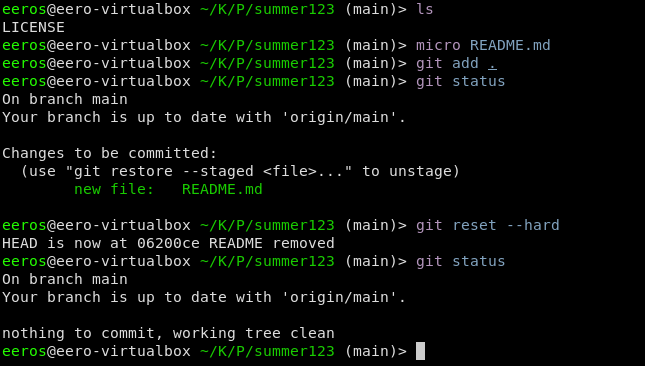 eeros@eero-virtualbox ~/K/P/summer123 (main)> ls
LICENSE
eeros@eero-virtualbox ~/K/P/summer123 (main)> micro README.md
eeros@eero-virtualbox ~/K/P/summer123 (main)> git add .
eeros@eero-virtualbox ~/K/P/summer123 (main)> git status
On branch main
Your branch is up to date with 'origin/main'.

Changes to be committed:
  (use "git restore --staged <file>..." to unstage)
        new file:   README.md

eeros@eero-virtualbox ~/K/P/summer123 (main)> git reset --hard
HEAD is now at 06200ce README removed
eeros@eero-virtualbox ~/K/P/summer123 (main)> git status
On branch main
Your branch is up to date with 'origin/main'.

nothing to commit, working tree clean
eeros@eero-virtualbox ~/K/P/summer123 (main)>